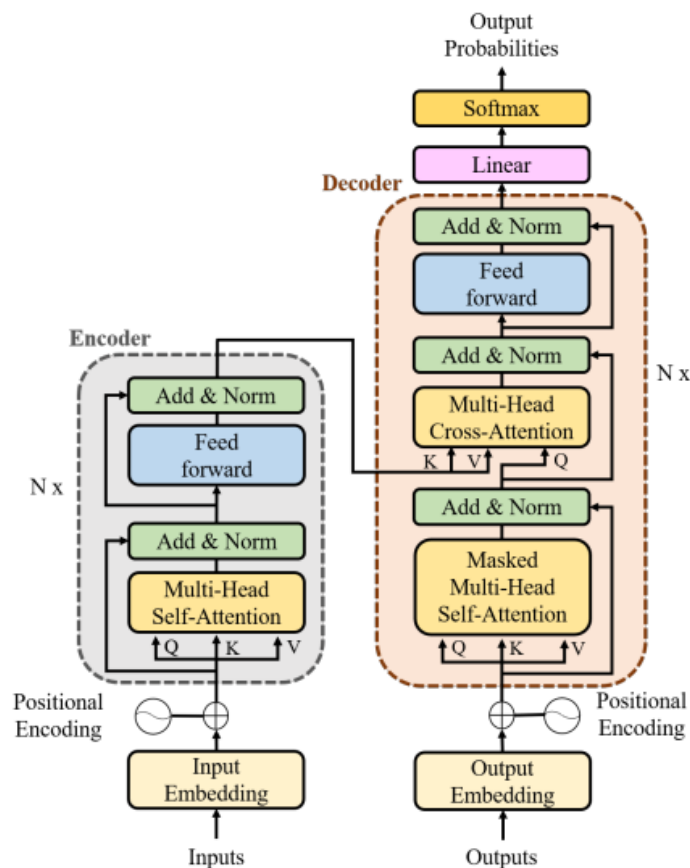 Output
Probabilities
Softmax
Linear
Decoder
Add & Norm
Feed
forward
Add & Norm
Multi-Head
Cross-Attention
K V Q
Add & Norm
Masked
Multi-Head
Self-Attention
Q K V
N x
Positional
Encoding
Output
Embedding
Outputs
Encoder
Add & Norm
Feed
forward
N x
Add & Norm
Multi-Head
Self-Attention
Q K V
Positional
Encoding
Input
Embedding
Inputs